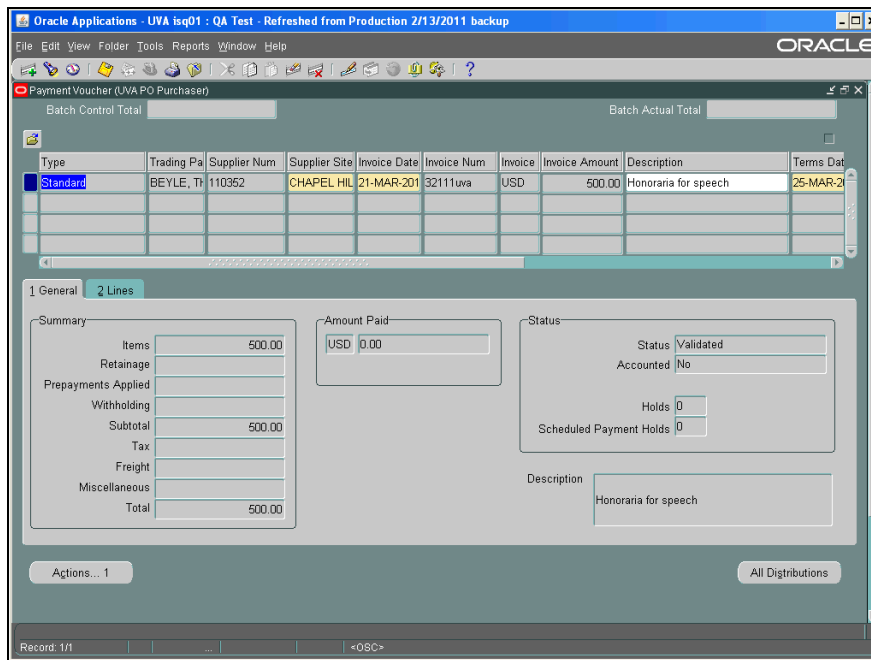 Oracle Applications - UVA isq01 : QA Test - Refreshed from Production 2/13/2011 backup
File Edit View Folder Tools Reports Window Help
ORACLE
Payment Voucher (UVA PO Purchaser)
Batch Control Total
Batch Actual Total
Type Trading Pa Supplier Num Supplier Site Invoice Date Invoice Num Invoice Invoice Amount Description Terms Dat
Standard BEYLE, TH 110352 CHAPEL HIL 21-MAR-201 32111uva USD 500.00 Honoraria for speech 25-MAR-20
1 General 2 Lines
Summary
Items 500.00
Retainage
Prepayments Applied
Withholding
Subtotal 500.00
Tax
Freight
Miscellaneous
Total 500.00
Amount Paid
USD 0.00
Status
Status Validated
Accounted No
Holds 0
Scheduled Payment Holds 0
Description Honoraria for speech
Actions... 1
All Distributions
Record: 1/1 ... <OSC>